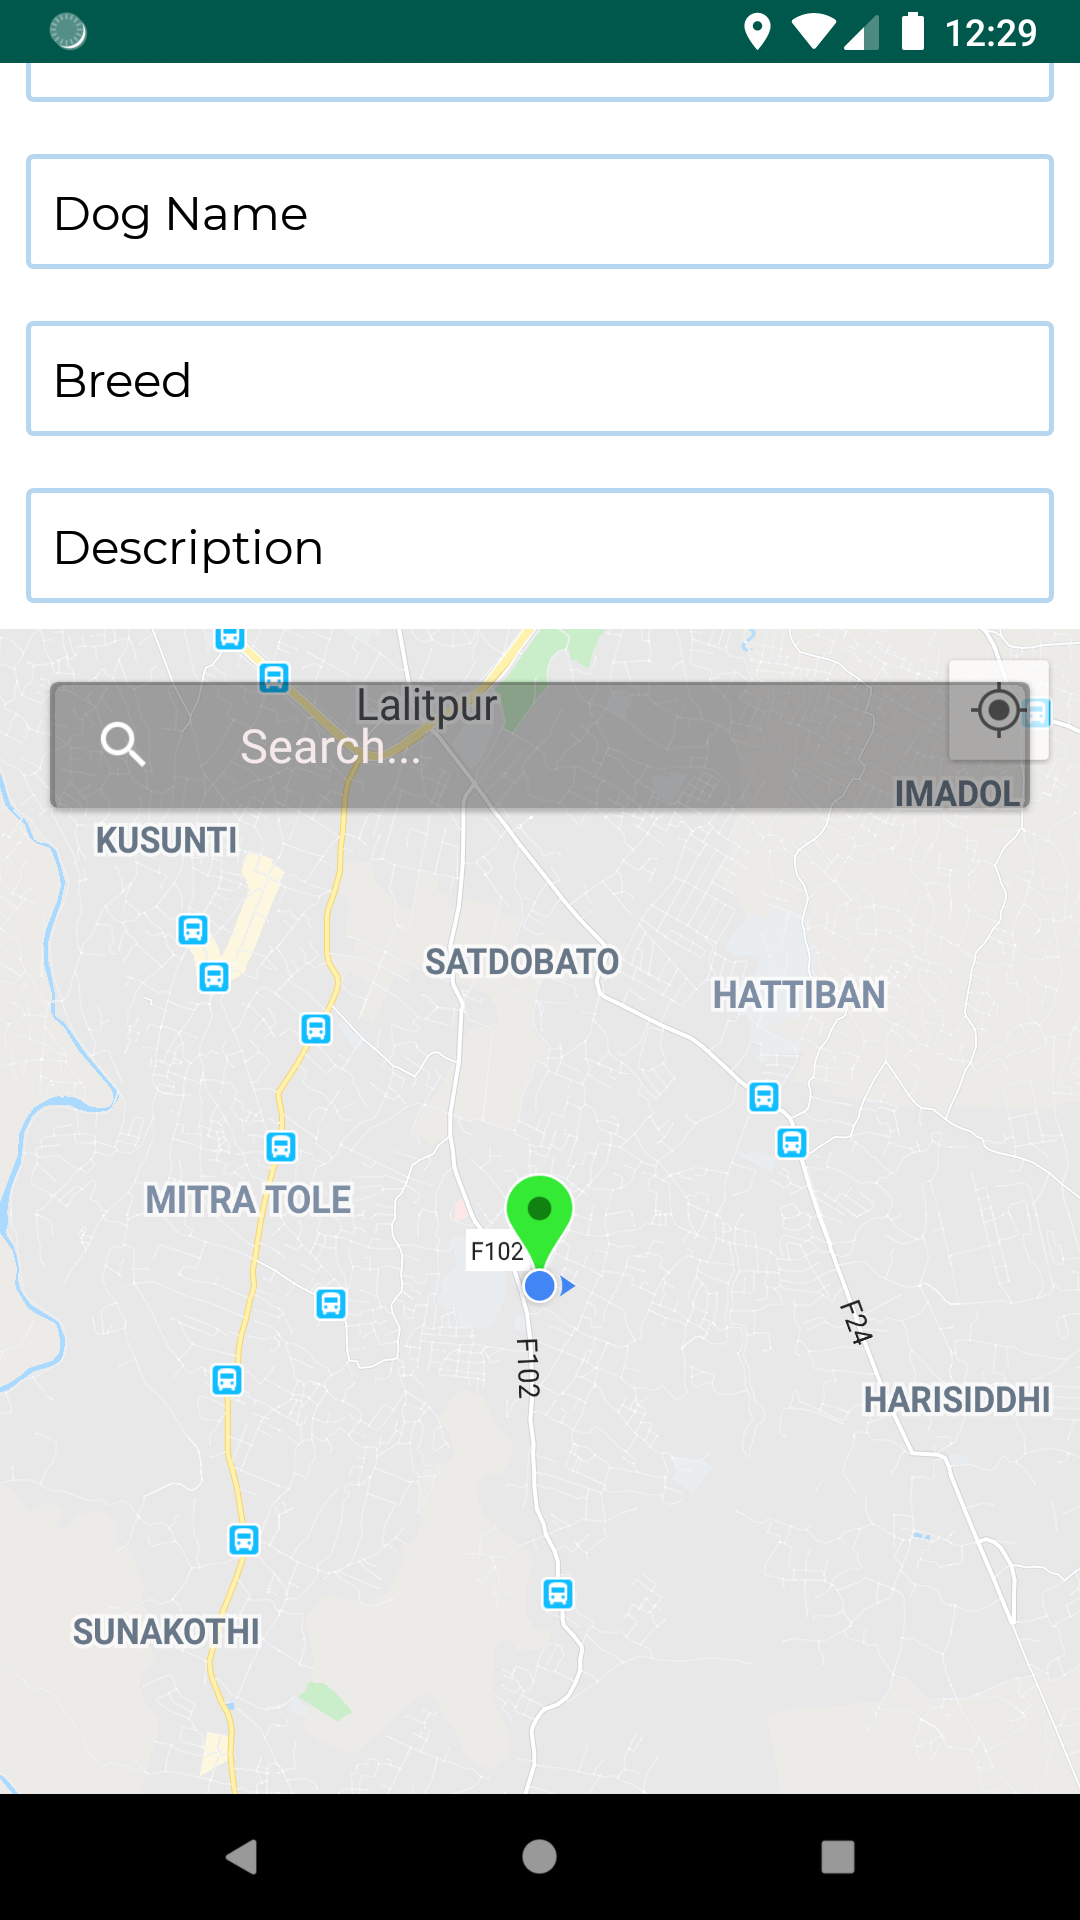 12:29
Dog Name
Breed
Description
Lalitpur
Search...
IMADOL
KUSUNTI
SATDOBATO
HATTIBAN
MITRA TOLE
F102
F24
F102
HARISIDDHI
SUNAKOTHI